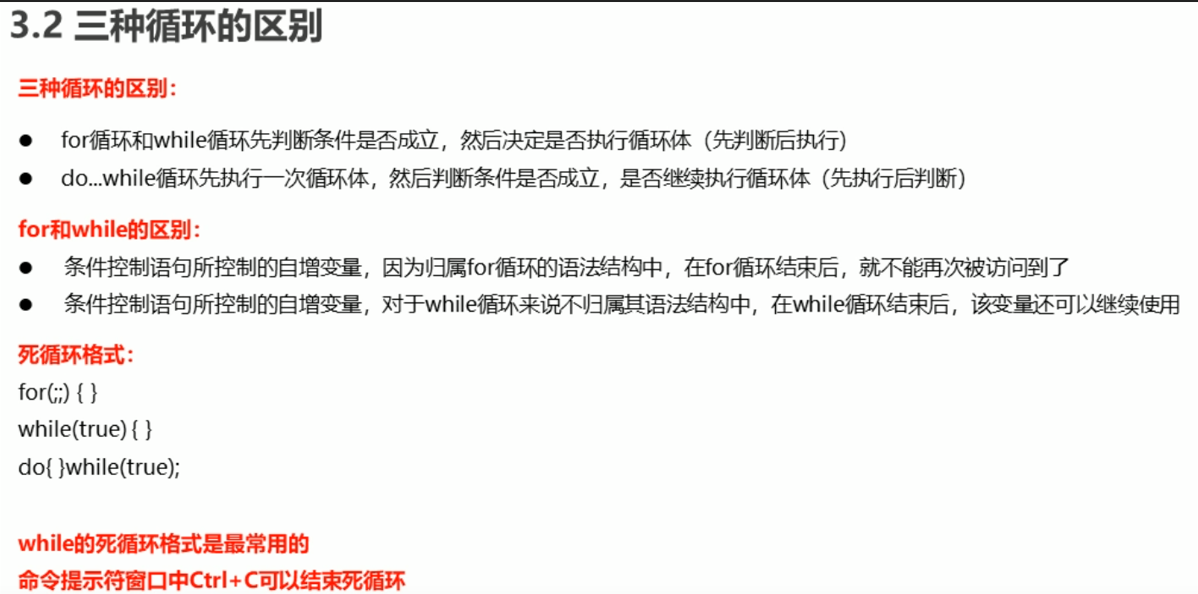 3.2 三种循环的区别
三种循环的区别：
● for循环和while循环先判断条件是否成立，然后决定是否执行循环体（先判断后执行）
● do...while循环先执行一次循环体，然后判断条件是否成立，是否继续执行循环体（先执行后判断）
for和while的区别：
● 条件控制语句所控制的自增变量，因为归属for循环的语法结构中，在for循环结束后，就不能再次被访问到了
● 条件控制语句所控制的自增变量，对于while循环来说不归属其语法结构中，在while循环结束后，该变量还可以继续使用
死循环格式：
for(;;) { }
while(true) { }
do{ }while(true);
while的死循环格式是最常用的
命令提示符窗口中Ctrl+C可以结束死循环